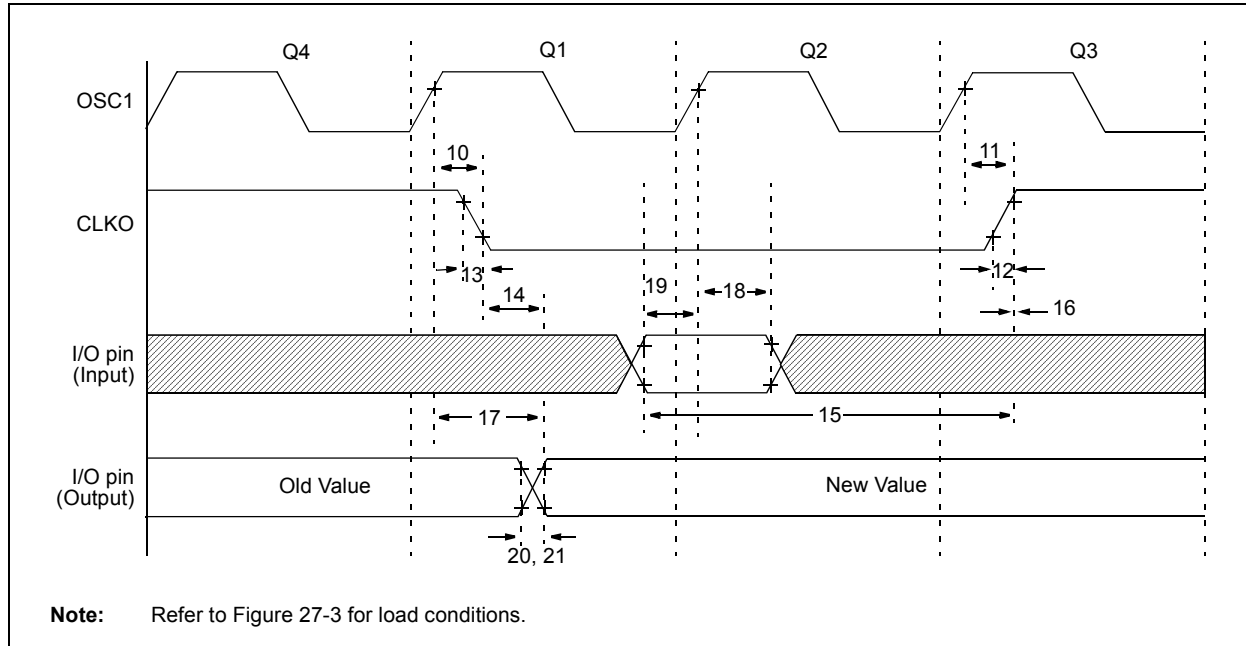 Q4 Q1 Q2 Q3
OSC1
10 11
CLKO
13 12
14 19 18
16
I/O pin
(Input)
17 15
I/O pin
(Output)
Old Value New Value
20, 21
Note: Refer to Figure 27-3 for load conditions.